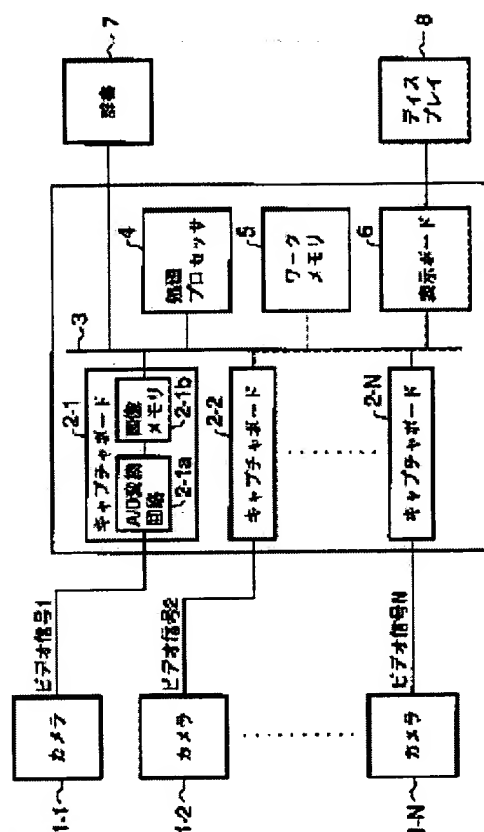 1-1
カメラ
ビデオ信号1
1-2
カメラ
ビデオ信号2
1-N
カメラ
ビデオ信号N
2-1
キャプチャボード
A/D変換
回路
2-1a
画像
メモリ
2-1b
2-2
キャプチャボード
2-N
キャプチャボード
3
4
処理
プロセッサ
5
ワーク
メモリ
6
表示ボード
辞書
7
ディス
プレイ
8